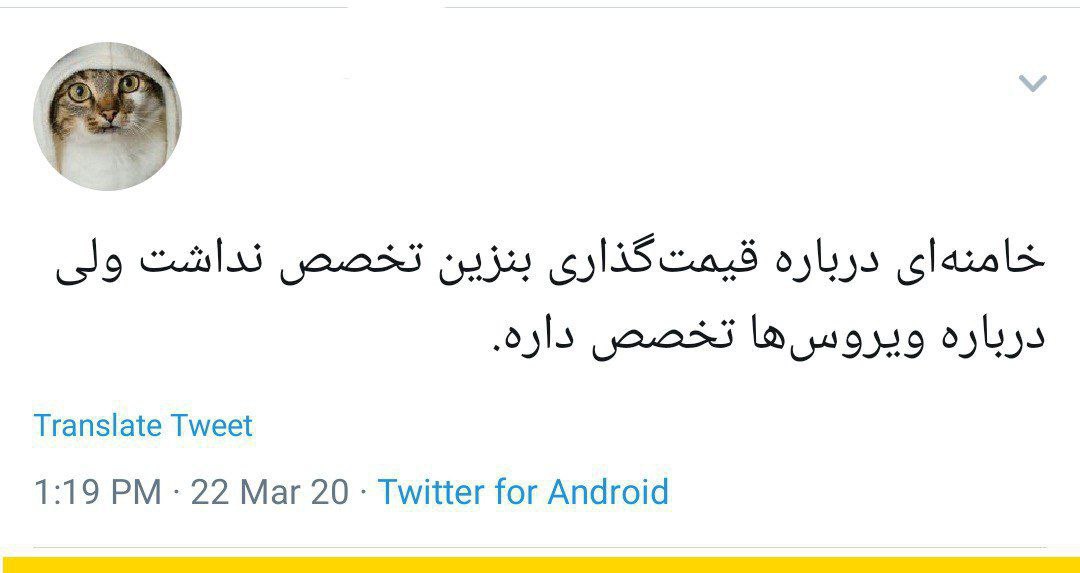 خامنه‌ای درباره قیمت‌گذاری بنزین تخصص نداشت ولی
درباره ویروس‌ها تخصص داره.
Translate Tweet
1:19 PM · 22 Mar 20 · Twitter for Android